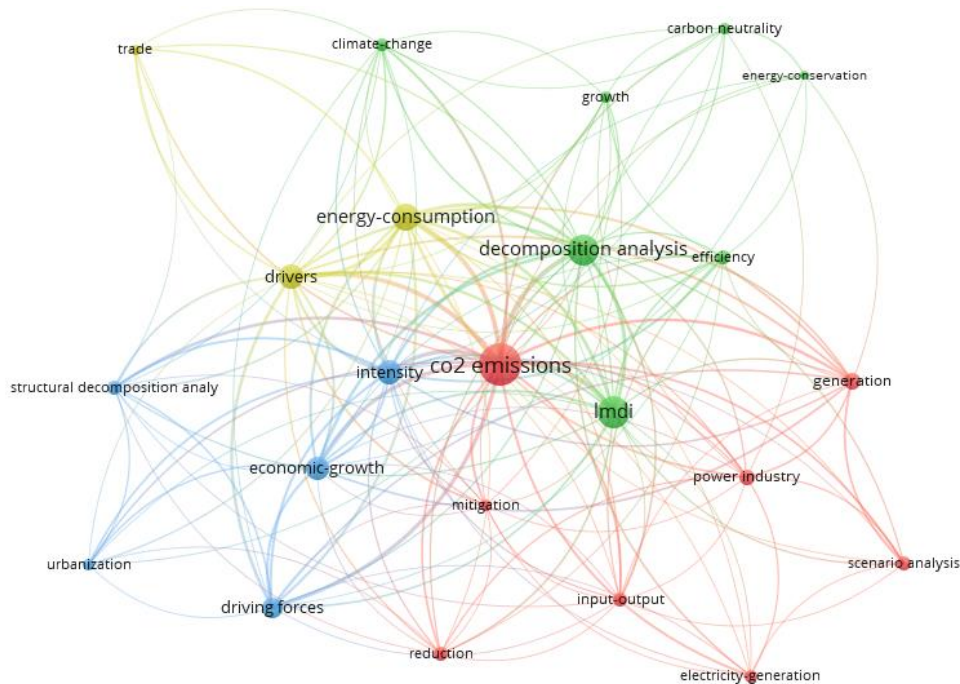 carbon neutrality
climate-change
trade
energy-conservation
growth
energy-consumption
decomposition analysis
efficiency
drivers
co2 emissions
intensity
generation
structural decomposition analy
lmdi
economic-growth
power industry
mitigation
urbanization
scenario analysis
input-output
driving forces
reduction
electricity-generation